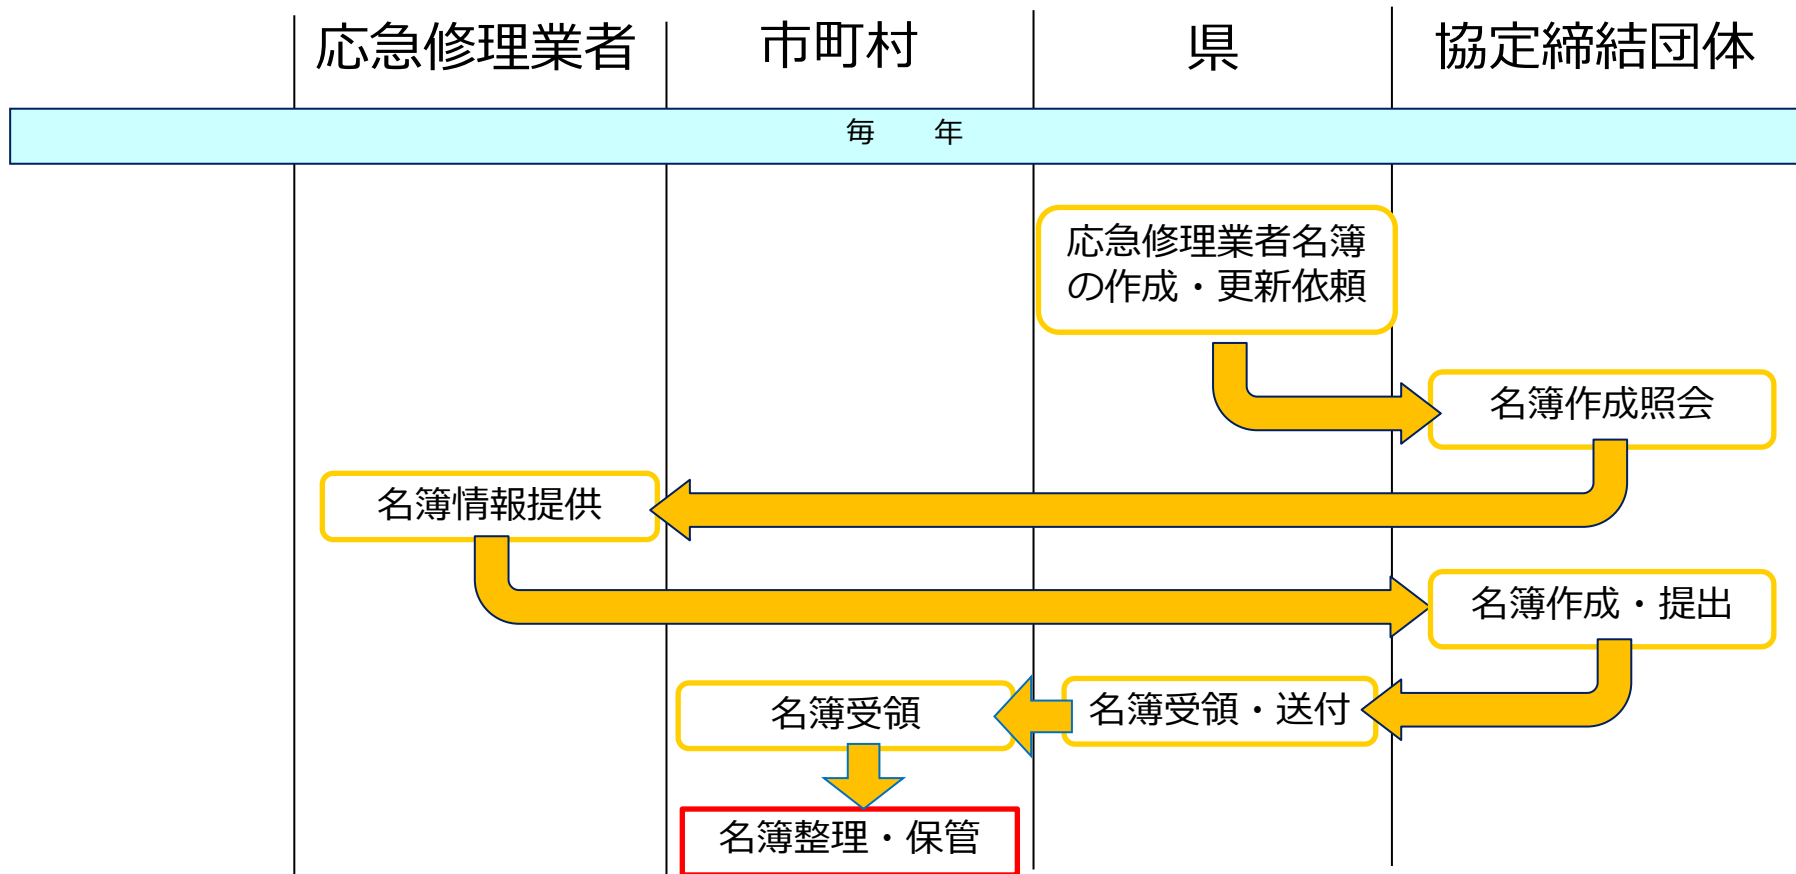 応急修理業者
市町村
県
協定締結団体
毎　　年
応急修理業者名簿
の作成・更新依頼
名簿作成照会
名簿情報提供
名簿作成・提出
名簿受領・送付
名簿受領
名簿整理・保管